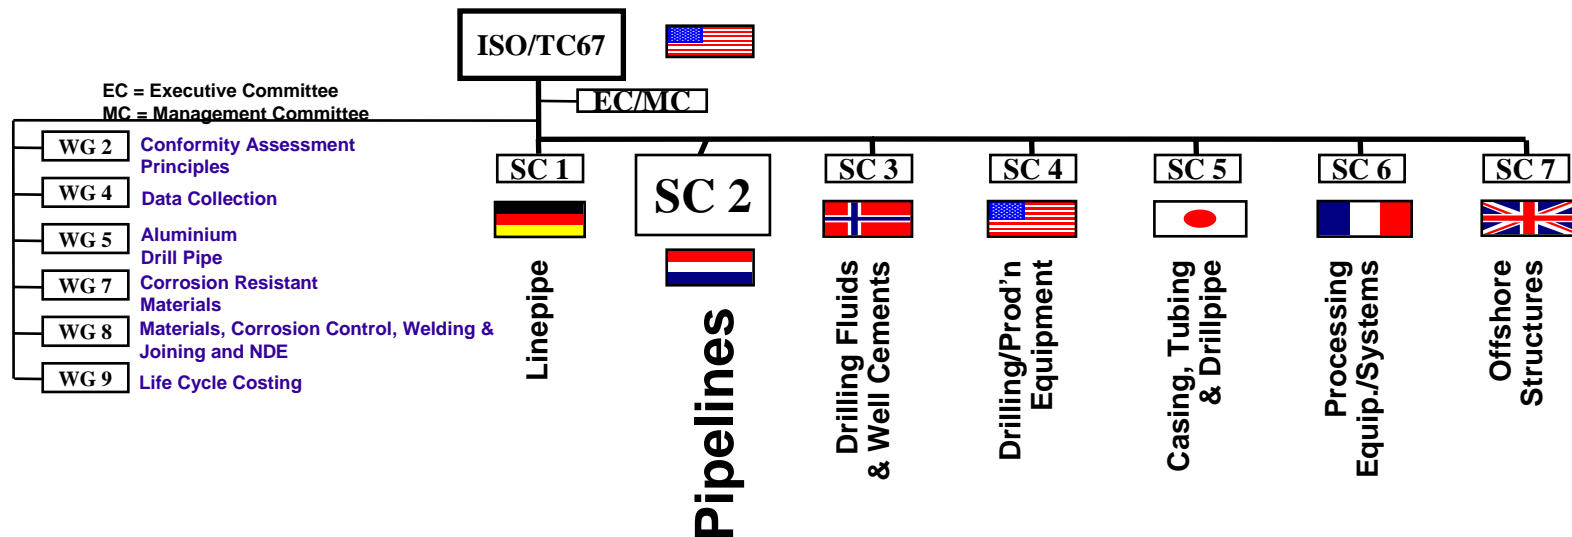 ISO/TC67
EC = Executive Committee
MC = Management Committee
EC/MC
WG 2
Conformity Assessment
Principles
WG 4
Data Collection
WG 5
Aluminium
Drill Pipe
WG 7
Corrosion Resistant
Materials
WG 8
Materials, Corrosion Control, Welding &
Joining and NDE
WG 9
Life Cycle Costing
SC 1
Linepipe
SC 2
Pipelines
SC 3
Drilling Fluids
& Well Cements
SC 4
Drilling/Prod’n
Equipment
SC 5
Casing, Tubing
& Drillpipe
SC 6
Processing
Equip./Systems
SC 7
Offshore
Structures